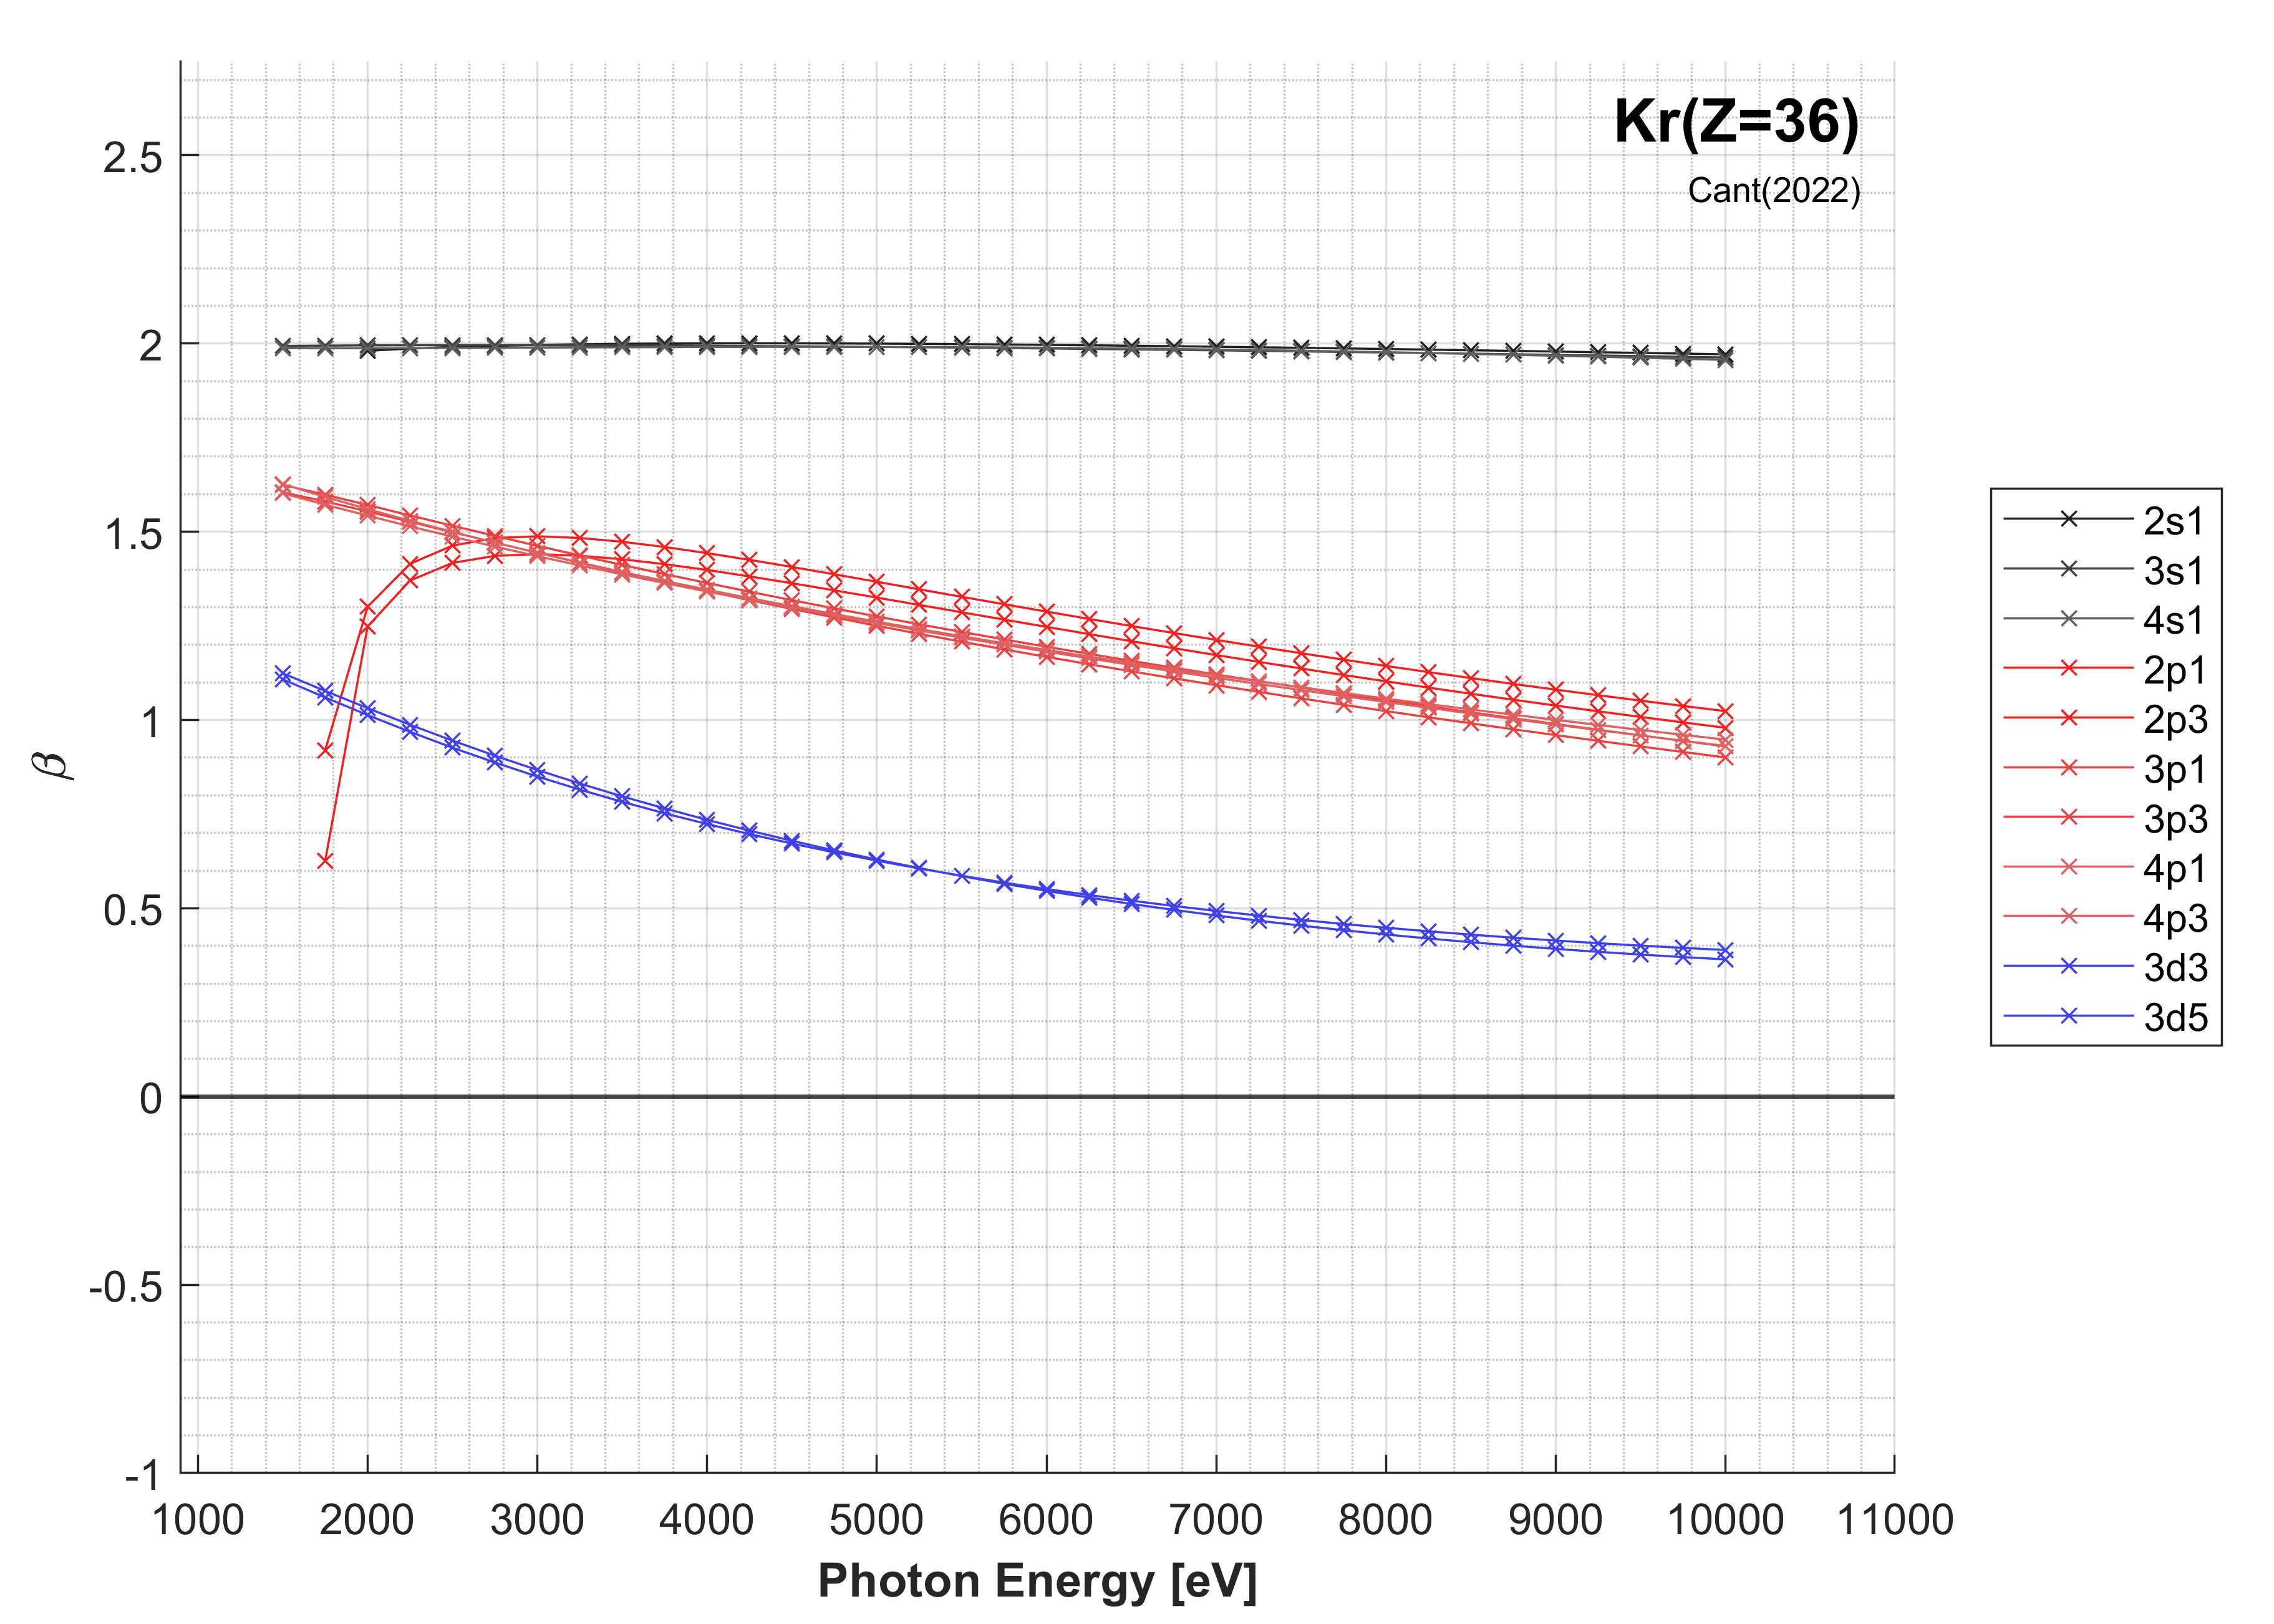 Kr(Z=36)
Cant(2022)
2.5
2
1.5
1
0.5
0
-0.5
-1
β
1000 2000 3000 4000 5000 6000 7000 8000 9000 10000 11000
Photon Energy [eV]
2s1
3s1
4s1
2p1
2p3
3p1
3p3
4p1
4p3
3d3
3d5